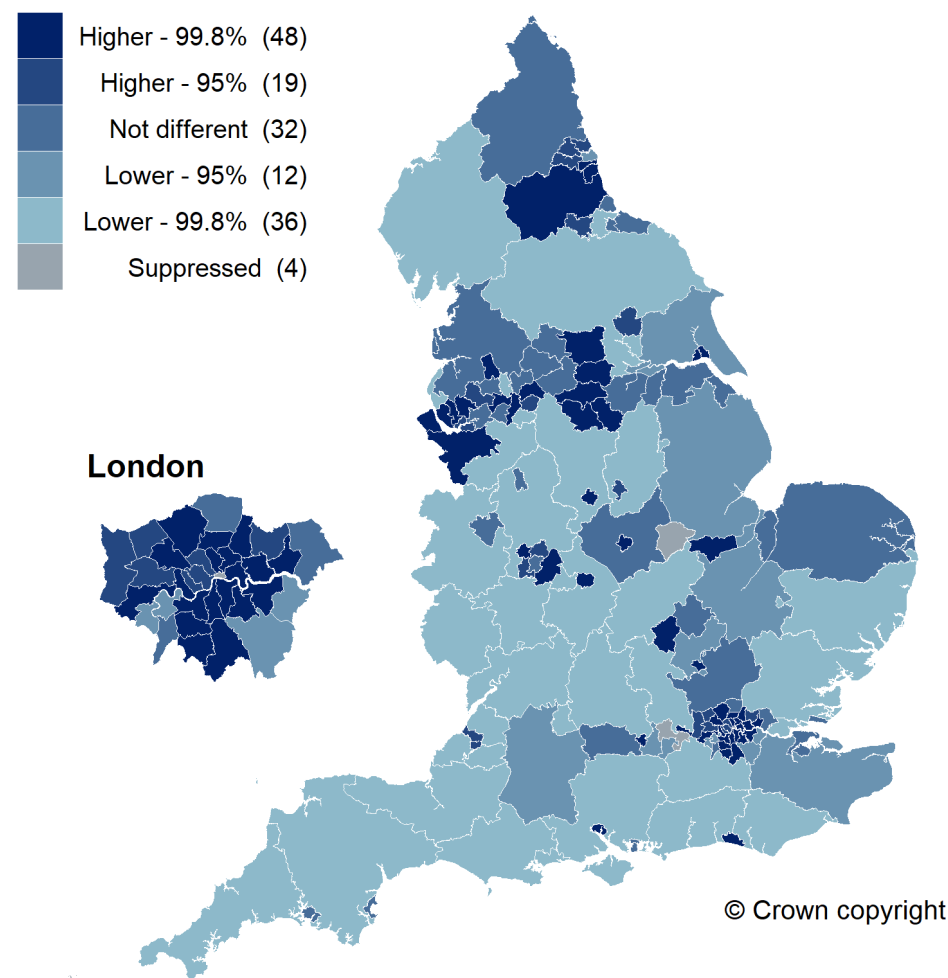 Higher - 99.8% (48)
Higher - 95% (19)
Not different (32)
Lower - 95% (12)
Lower - 99.8% (36)
Suppressed (4)
London
© Crown copyright